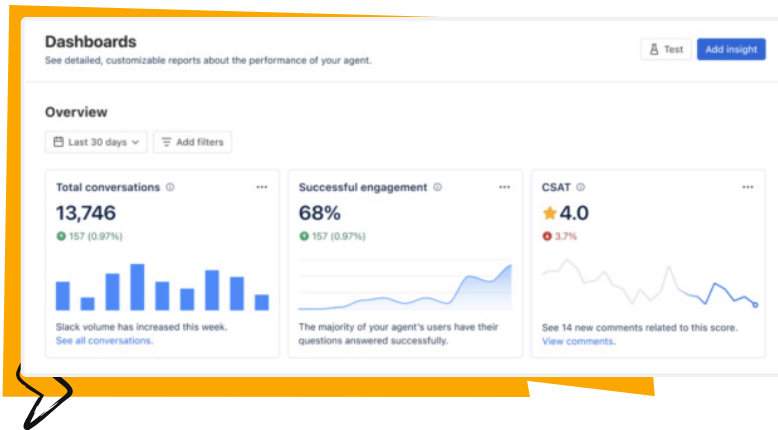 Dashboards
See detailed, customizable reports about the performance of your agent.
Test
Add insight
Overview
Last 30 days
Add filters
Total conversations
13,746
157 (0.97%)
Slack volume has increased this week.
See all conversations.
Successful engagement
68%
157 (0.97%)
The majority of your agent's users have their
questions answered successfully.
CSAT
4.0
3.7%
See 14 new comments related to this score.
View comments.